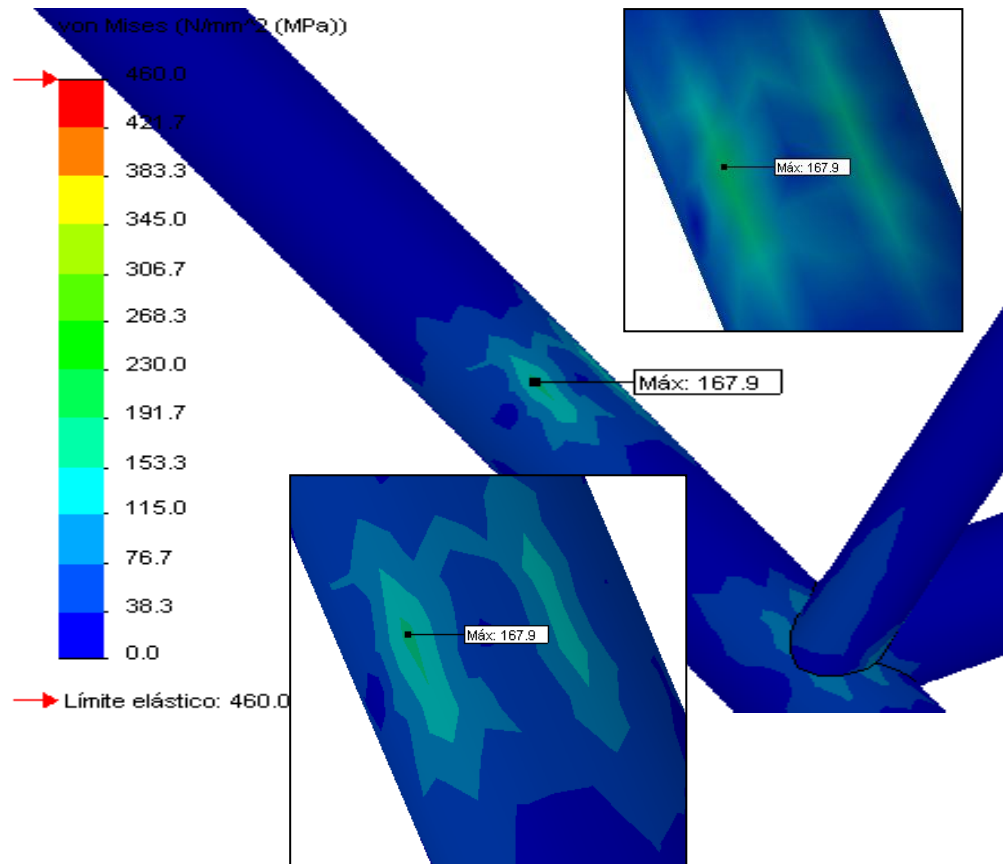 von Mises (N/mm^2 (MPa))
460.0
421.7
383.3
345.0
306.7
268.3
230.0
191.7
153.3
115.0
76.7
38.3
0.0
Límite elástico: 460.0
Máx: 167.9
Máx: 167.9
Máx: 167.9